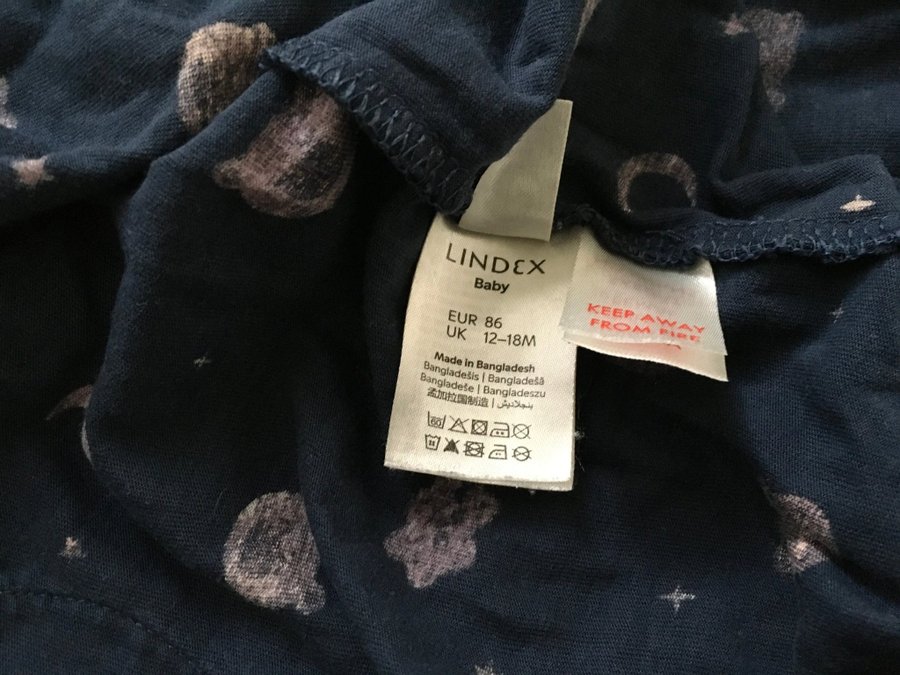 LINDEX
Baby
EUR 86
UK 12–18M
Made in Bangladesh
Bangladešis | Bangladešā
Bangladeše | Bangladeszu
孟加拉国制造 | بنجلاديش
60
KEEP AWAY
FROM FIRE